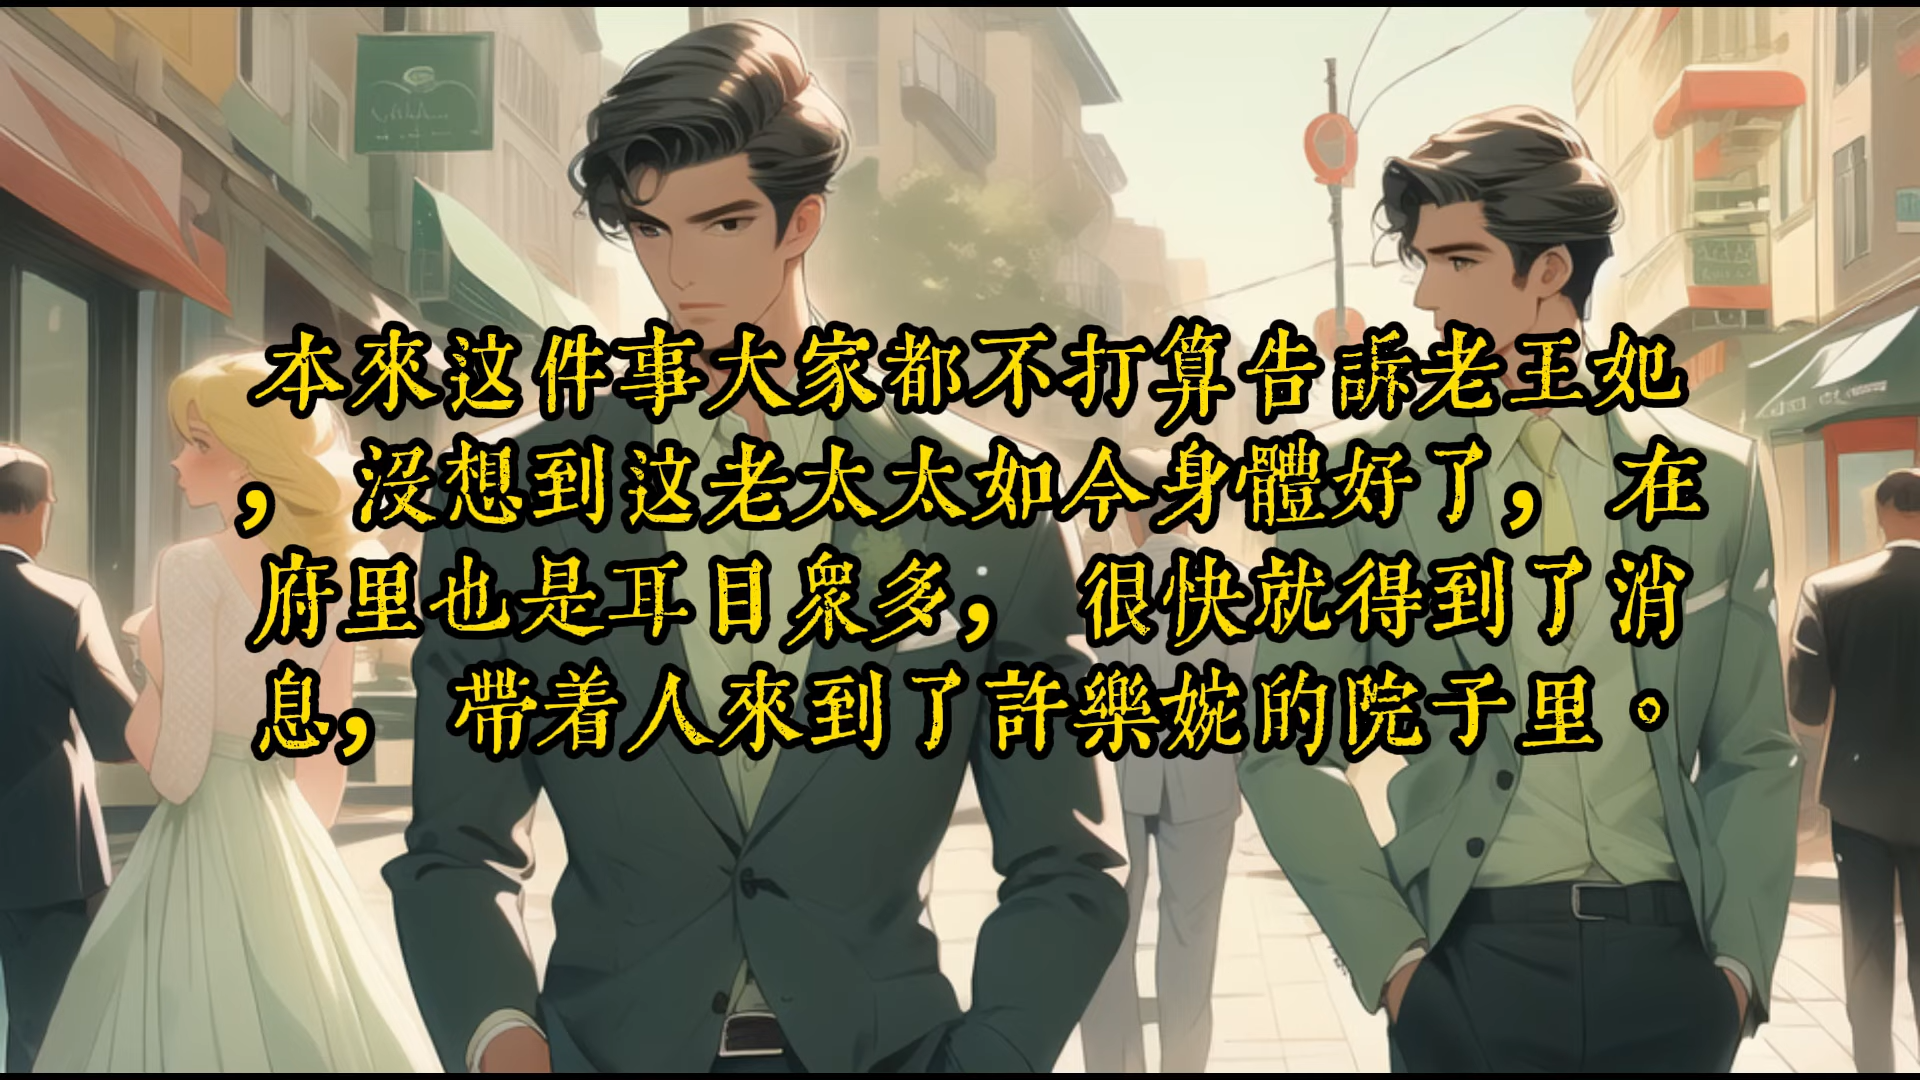 本來这件事大家都不打算告訴老王妃
， 沒想到这老太太如今身體好了， 在
府里也是耳目眾多， 很快就得到了消
息， 帶着人來到了許樂婉的院子里。